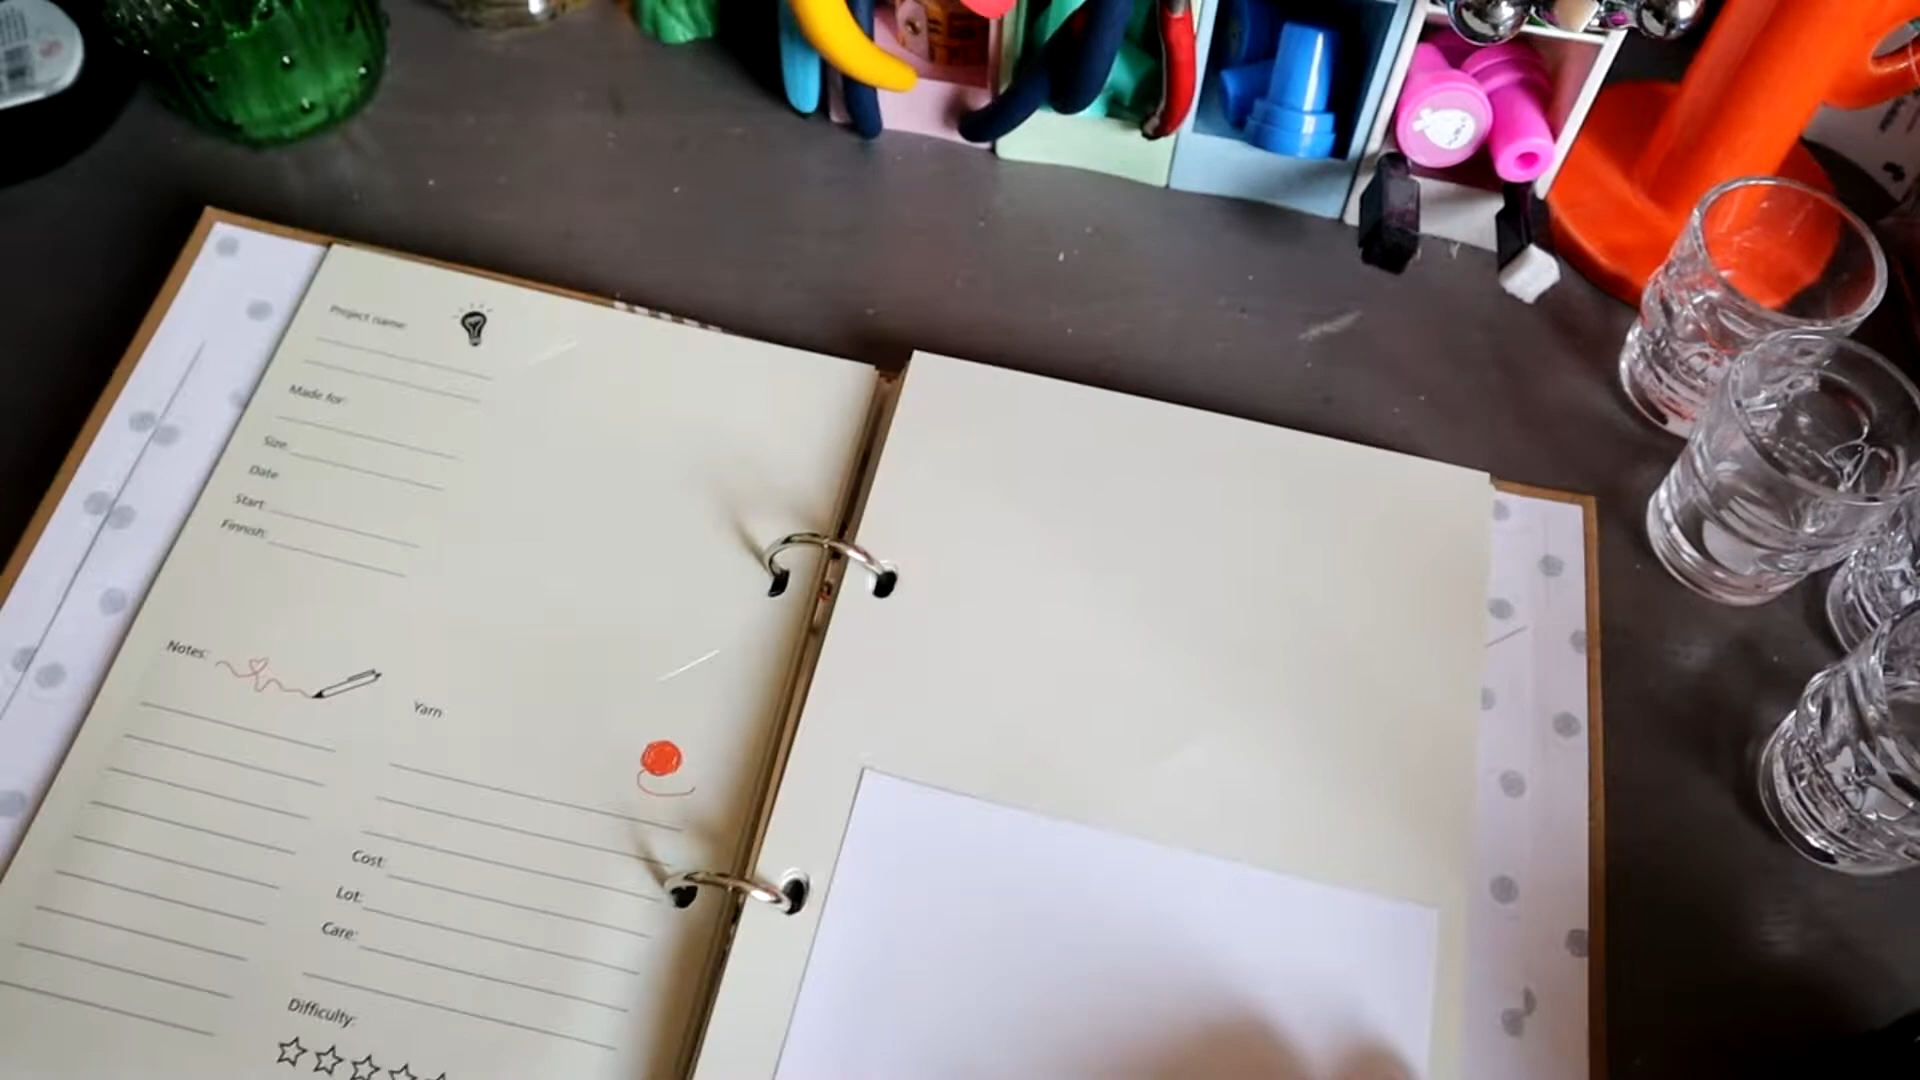 Project name:
Made for:
Size:
Date
Start:
Finnish:
Notes:
Yarn
Cost:
Lot:
Care:
Difficulty: